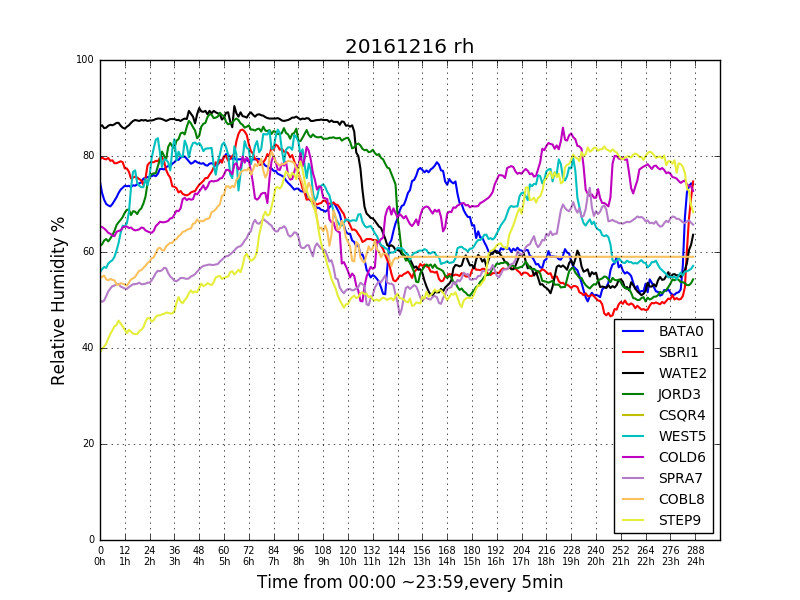 20161216 rh
Relative Humidity %
100
80
60
40
20
0
0 12 24 36 48 60 72 84 96 108 120 132 144 156 168 180 192 204 216 228 240 252 264 276 288
0h 1h 2h 3h 4h 5h 6h 7h 8h 9h 10h 11h 12h 13h 14h 15h 16h 17h 18h 19h 20h 21h 22h 23h 24h
Time from 00:00 ~23:59,every 5min
BATA0
SBRI1
WATE2
JORD3
CSQR4
WEST5
COLD6
SPRA7
COBL8
STEP9